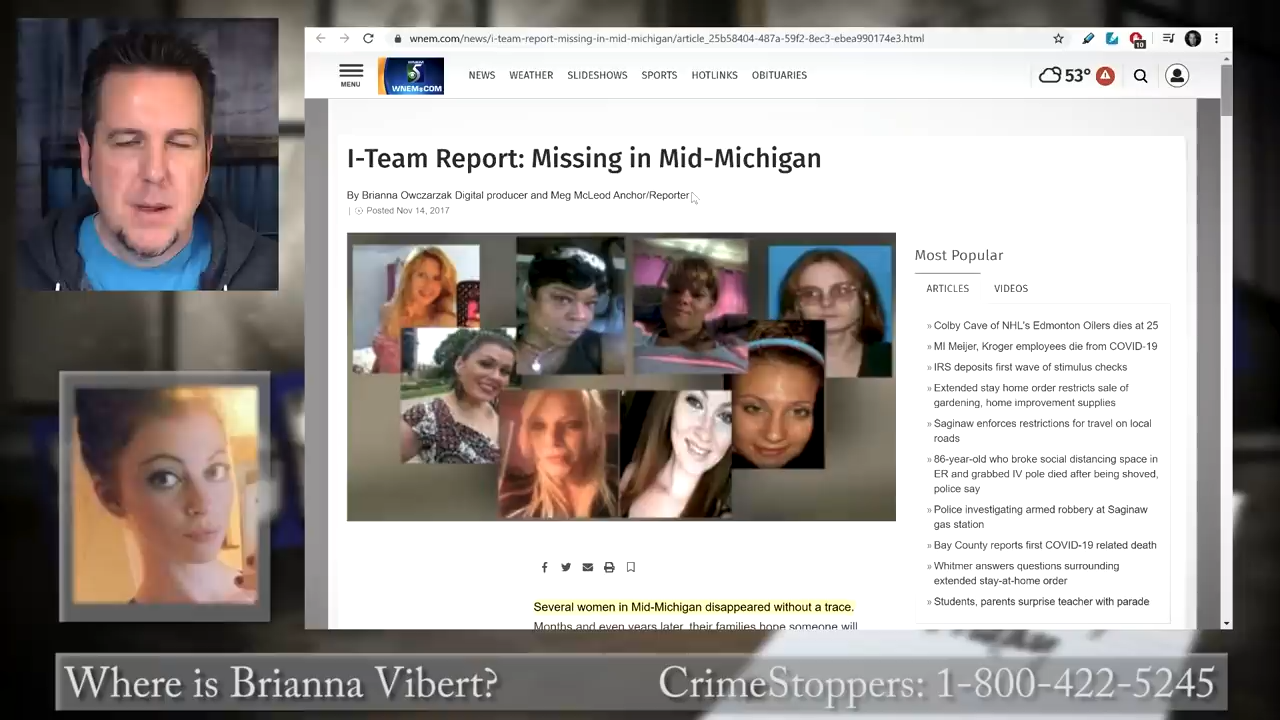 wnem.com/news/i-team-report-missing-in-mid-michigan/article_25b58404-487a-59f2-8ec3-ebea990174e3.html
10
MENU
5
WNEM.COM
NEWS WEATHER SLIDESHOWS SPORTS HOTLINKS OBITUARIES
53°
I-Team Report: Missing in Mid-Michigan
By Brianna Owczarzak Digital producer and Meg McLeod Anchor/Reporter
Posted Nov 14, 2017
Most Popular
ARTICLES VIDEOS
» Colby Cave of NHL's Edmonton Oilers dies at 25
» MI Meijer, Kroger employees die from COVID-19
» IRS deposits first wave of stimulus checks
» Extended stay home order restricts sale of
gardening, home improvement supplies
» Saginaw enforces restrictions for travel on local
roads
» 86-year-old who broke social distancing space in
ER and grabbed IV pole died after being shoved,
police say
» Police investigating armed robbery at Saginaw
gas station
» Bay County reports first COVID-19 related death
» Whitmer answers questions surrounding
extended stay-at-home order
» Students, parents surprise teacher with parade
Several women in Mid-Michigan disappeared without a trace.
Months and even years later, their families hope someone will
Where is Brianna Vibert? CrimeStoppers: 1-800-422-5245